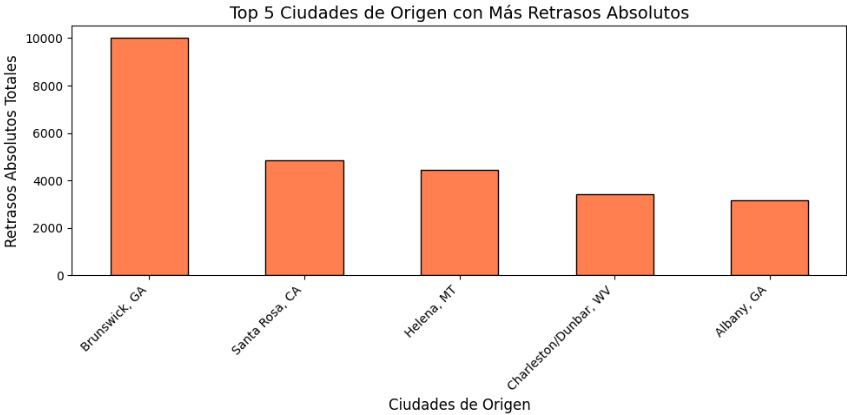 Top 5 Ciudades de Origen con Más Retrasos Absolutos
Retrasos Absolutos Totales
10000
8000
6000
4000
2000
0
Brunswick, GA
Santa Rosa, CA
Helena, MT
Charleston/Dunbar, WV
Albany, GA
Ciudades de Origen